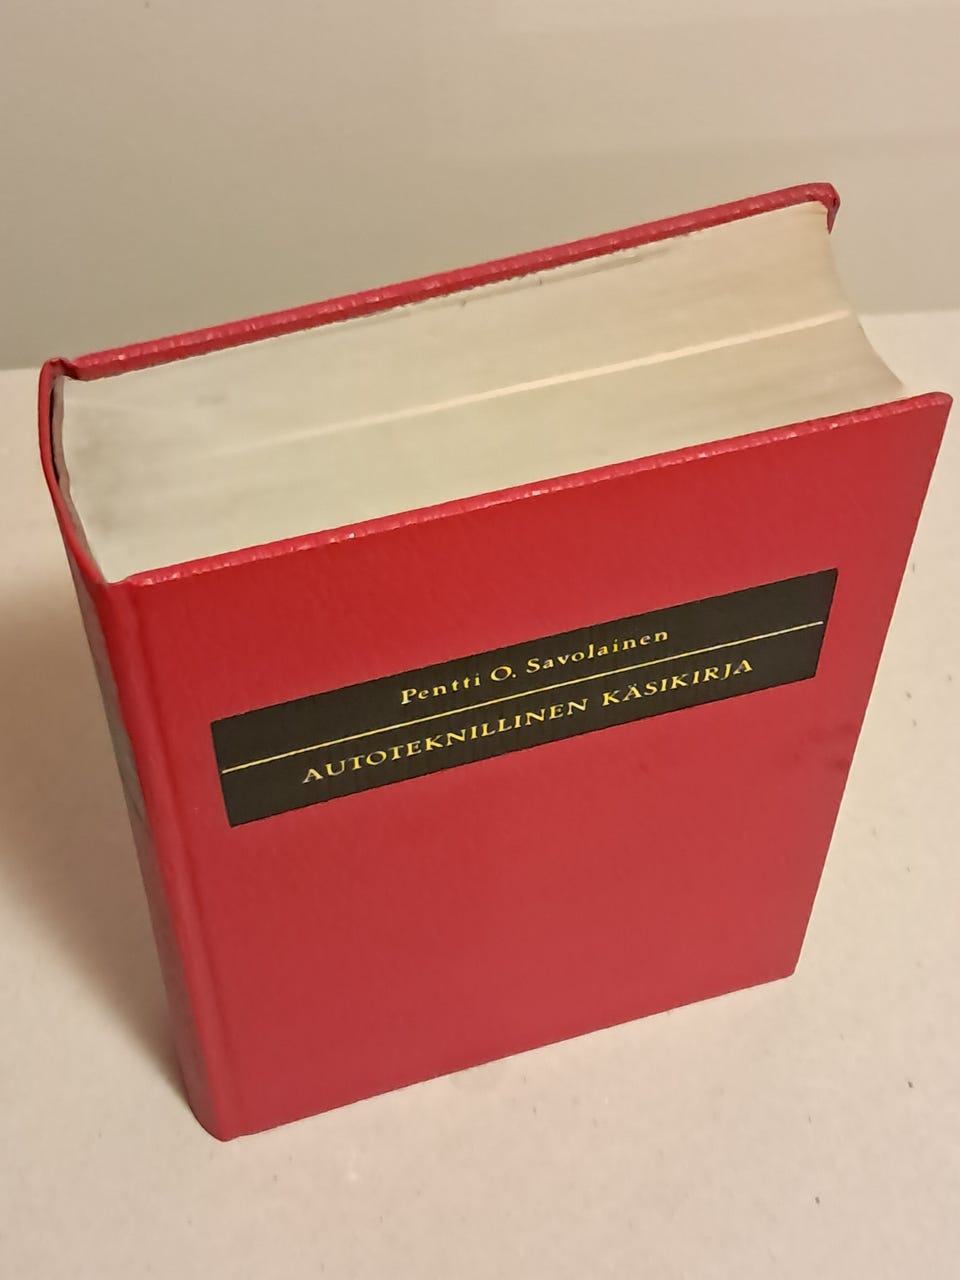 Pentti O. Savolainen
AUTOTEKNILLINEN KÄSIKIRJA